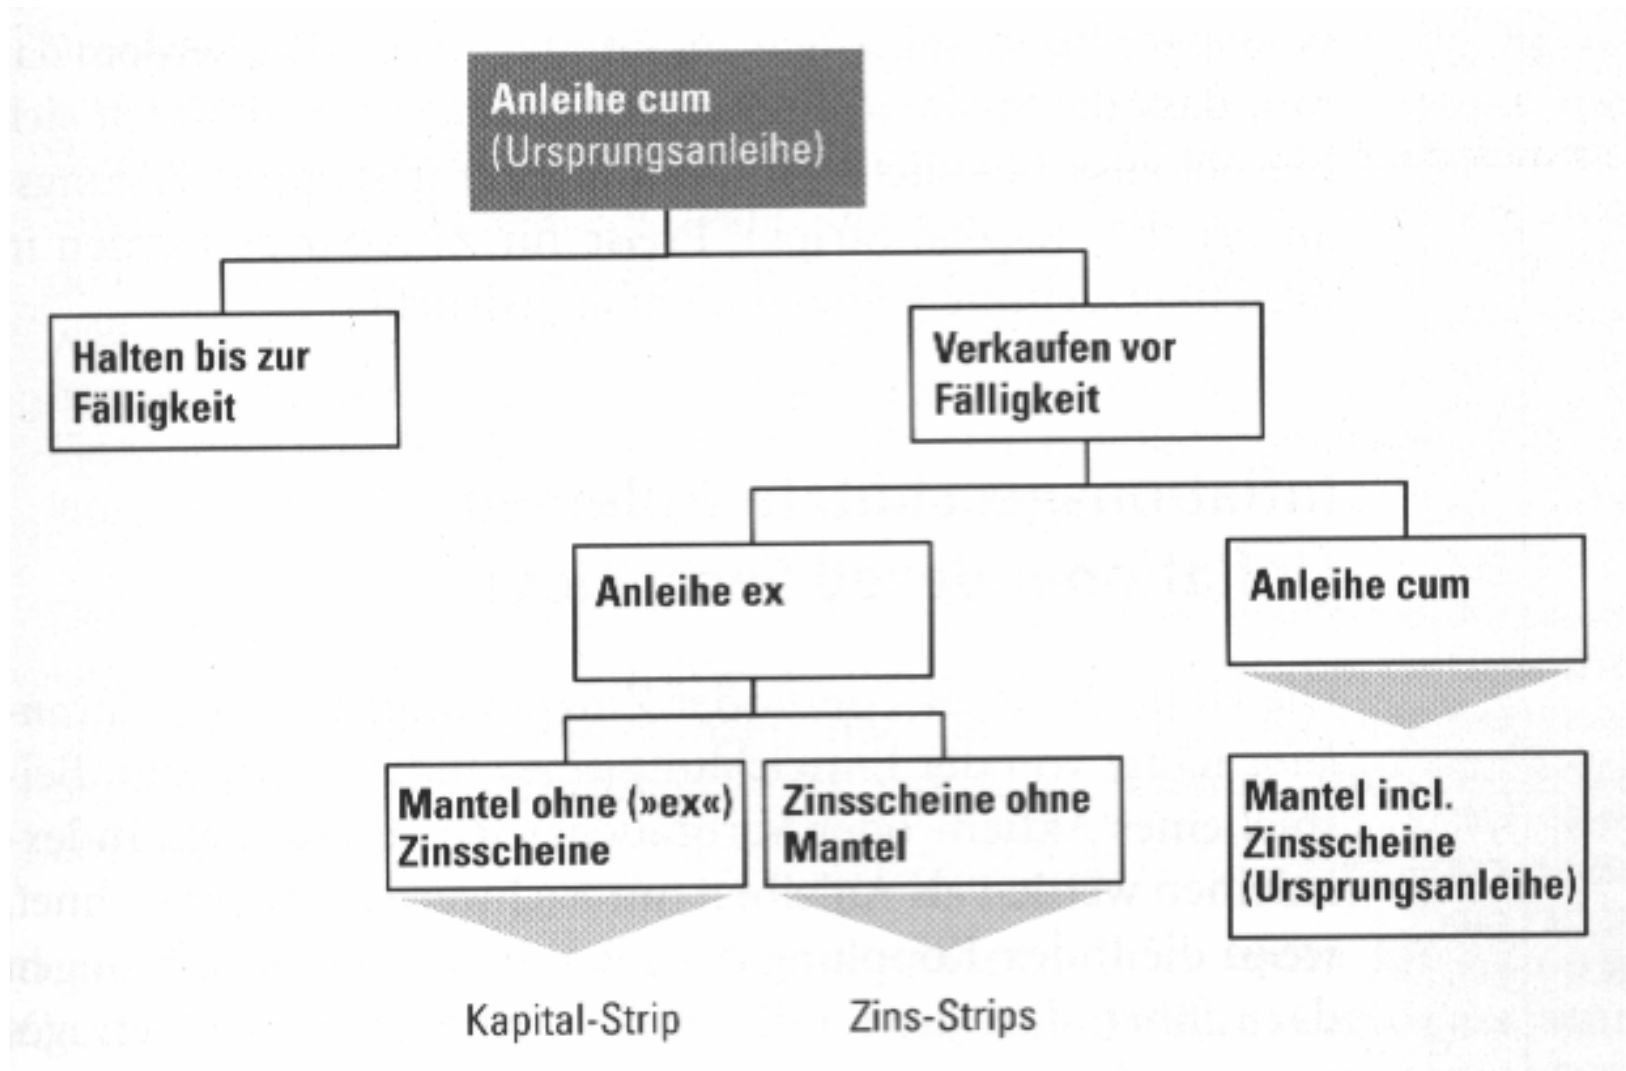 Anleihe cum
(Ursprungsanleihe)
Halten bis zur
Fälligkeit
Verkaufen vor
Fälligkeit
Anleihe ex
Anleihe cum
Mantel ohne (»ex«)
Zinsscheine
Zinsscheine ohne
Mantel
Mantel incl.
Zinsscheine
(Ursprungsanleihe)
Kapital-Strip
Zins-Strips